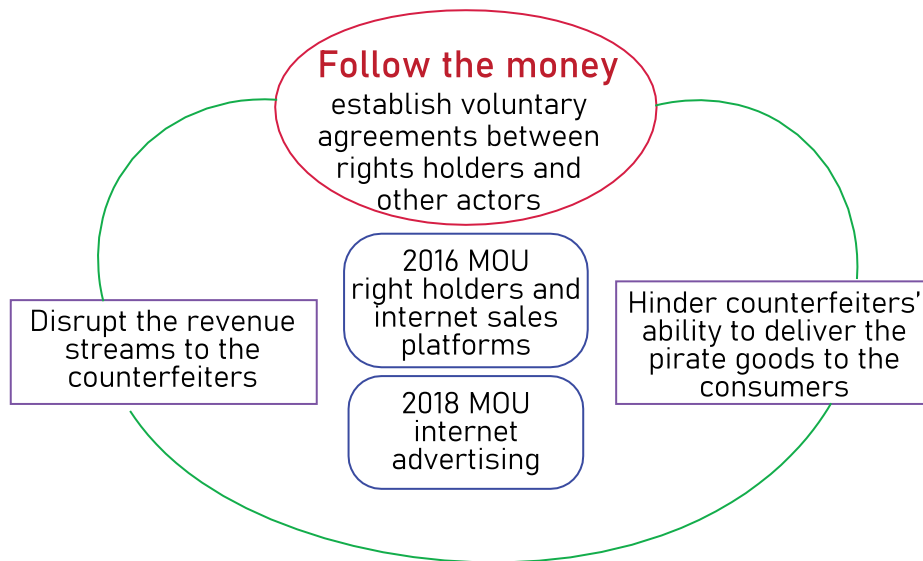 Follow the money
establish voluntary
agreements between
rights holders and
other actors
2016 MOU
right holders and
internet sales
platforms
2018 MOU
internet
advertising
Disrupt the revenue
streams to the
counterfeiters
Hinder counterfeiters’
ability to deliver the
pirate goods to the
consumers